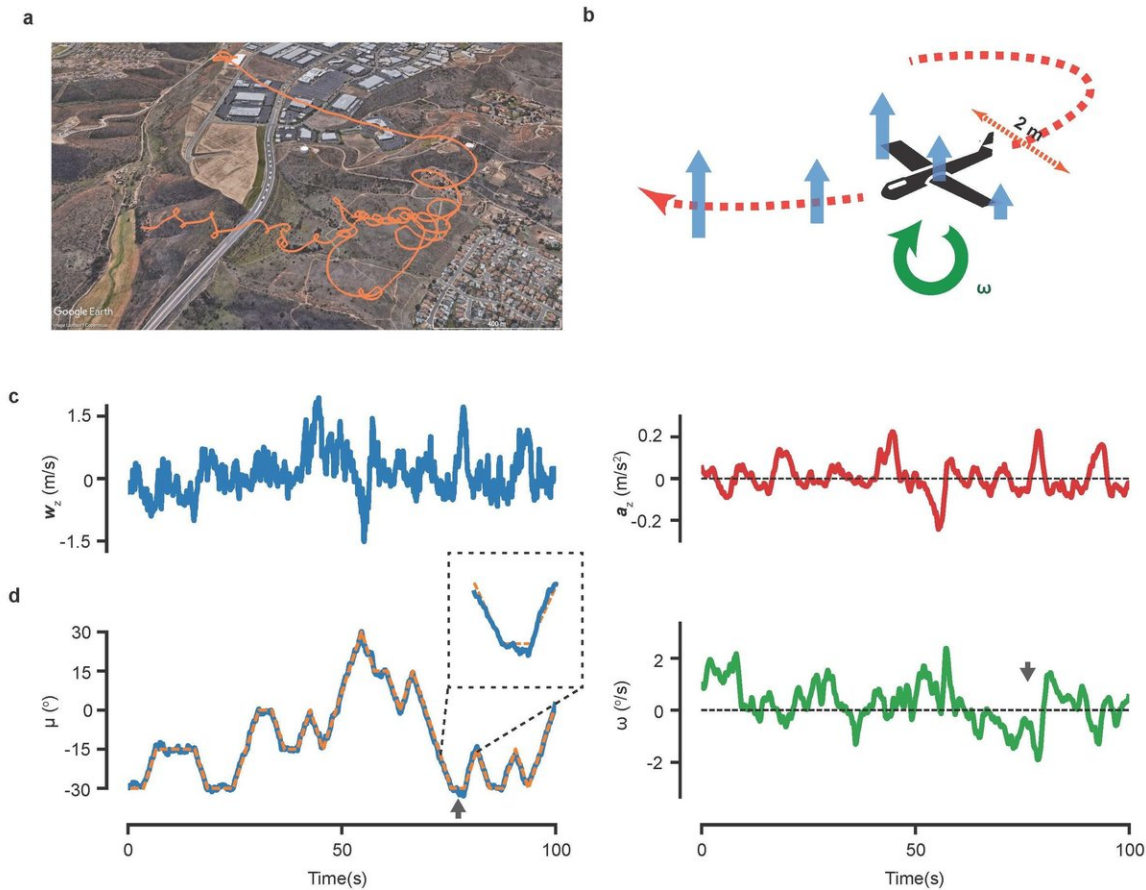 a
b
Google Earth
400 m
2 m
ω
c
w_z (m/s)
1.5
0
-1.5
a_z (m/s²)
0.2
0
-0.2
d
μ (°)
30
15
0
-15
-30
ω (°/s)
2
0
-2
0
50
100
Time(s)
0
50
100
Time(s)